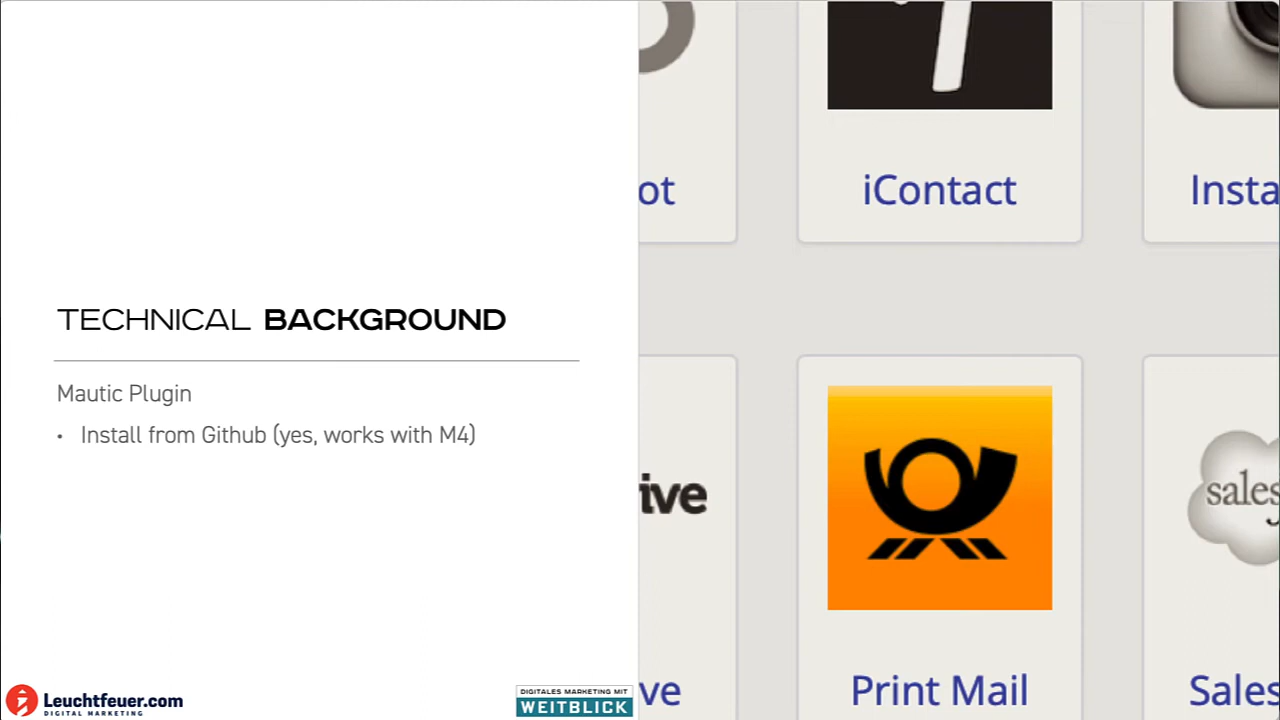 TECHNICAL BACKGROUND
Mautic Plugin
• Install from Github (yes, works with M4)
Leuchtfeuer.com
DIGITAL MARKETING
DIGITALES MARKETING MIT
WEITBLICK
ot
iContact
Insta
ive
sales
ve
Print Mail
Sales